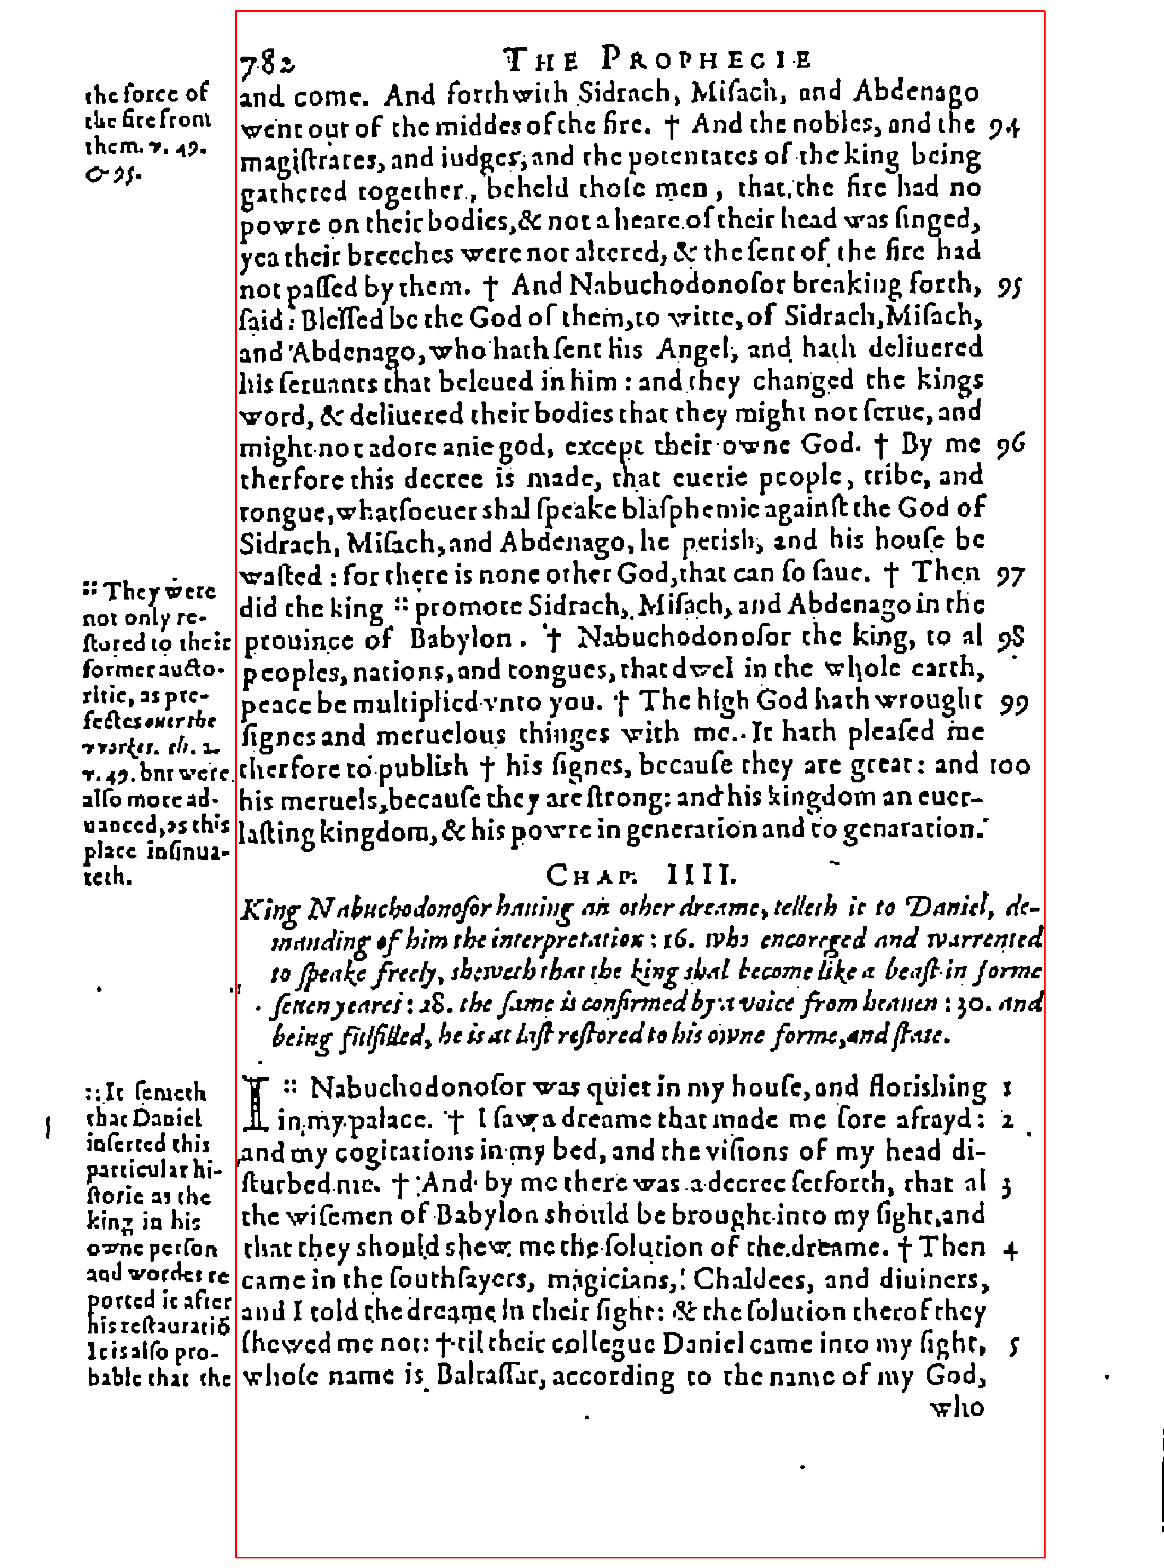 782 THE PROPHECIE
the force of
the fire from
them. v. 49.
& 95.
and come. And forthwith Sidrach, Miſach, and Abdenago
went out of the middes of the fire. † And the nobles, and the 94
magiſtrates, and iudges, and the potentates of the king being
gathered together, beheld thoſe men, that the fire had no
powre on their bodies, & not a heare of their head was ſinged,
yea their breeches were not altered, & the ſent of the fire had
not paſſed by them. † And Nabuchodonoſor breaking forth, 95
ſaid: Bleſſed be the God of them, to witte, of Sidrach, Miſach,
and Abdenago, who hath ſent his Angel, and hath deliuered
his ſeruants that beleued in him: and they changed the kings
word, & deliuered their bodies that they might not ſerue, and
might not adore anie god, except their owne God. † By me 96
therfore this decree is made, that euerie people, tribe, and
tongue, whatſoeuer shal ſpeake blaſphemie againſt the God of
Sidrach, Miſach, and Abdenago, he perish, and his houſe be
waſted: for there is none other God, that can ſo ſaue. † Then 97
did the king :: promote Sidrach, Miſach, and Abdenago in the
prouince of Babylon. † Nabuchodonoſor the king, to al 98
peoples, nations, and tongues, that dwel in the whole earth,
peace be multiplied vnto you. † The high God hath wrought 99
ſignes and meruelous thinges with me. It hath pleaſed me
therfore to publish † his ſignes, becauſe they are great: and 100
his meruels, becauſe they are ſtrong: and his kingdom an euer-
laſting kingdom, & his powre in generation and to genaration.
:: They were
not only re-
ſtored to their
former aucto-
ritie, as pre-
fectes ouer the
workes. ch. 2.
v. 49. bnt were
alſo more ad-
uanced, as this
place inſinua-
teth.
CHAP. IIII.
King Nabuchodonoſor hauing an other dreame, telleth it to Daniel, de-
manding of him the interpretation: 16. who encoreged and warrented
to ſpeake freely, sheweth that the king shal become like a beaſt in forme
ſeuen yeares: 28. the ſame is confirmed by a voice from heauen: 30. and
being fulfilled, he is at laſt reſtored to his owne forme, and ſtate.
I :: Nabuchodonoſor was quiet in my houſe, and florishing 1
in my palace. † I ſaw a dreame that made me ſore afrayd: 2
and my cogitations in my bed, and the viſions of my head di-
ſturbed me. † And by me there was a decree ſet forth, that al 3
the wiſemen of Babylon should be brought into my ſight, and
that they should shew me the ſolution of the dreame. † Then 4
came in the ſouthſayers, magicians, Chaldees, and diuiners,
and I told the dreame in their ſight: & the ſolution therof they
ſhewed me not: † til their collegue Daniel came into my ſight, 5
whoſe name is Baltaſſar, according to the name of my God,
who
:: It ſemeth
that Daniel
inſerted this
particular hi-
ſtorie as the
king in his
owne perſon
and wordes re
ported it after
his reſtauratiõ
It is alſo pro-
bable that the